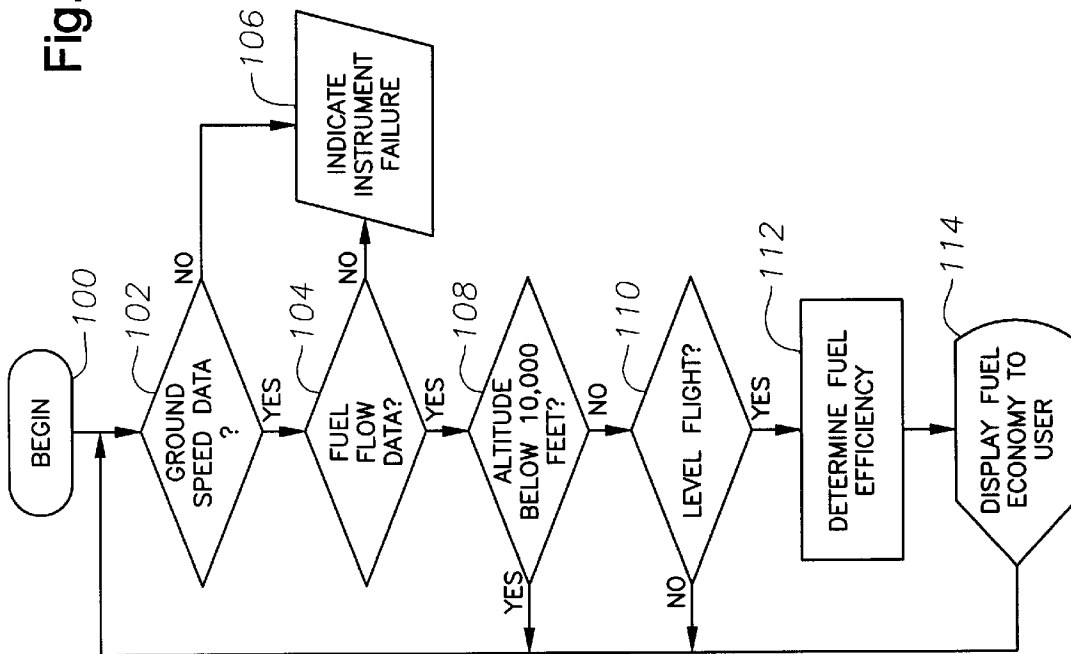 Fig.
BEGIN
100
102
GROUND
SPEED DATA
?
NO
YES
106
INDICATE
INSTRUMENT
FAILURE
104
FUEL
FLOW
DATA?
NO
YES
108
ALTITUDE
BELOW 10,000
FEET?
YES
NO
110
LEVEL FLIGHT?
NO
YES
112
DETERMINE FUEL
EFFICIENCY
114
DISPLAY FUEL
ECONOMY TO
USER